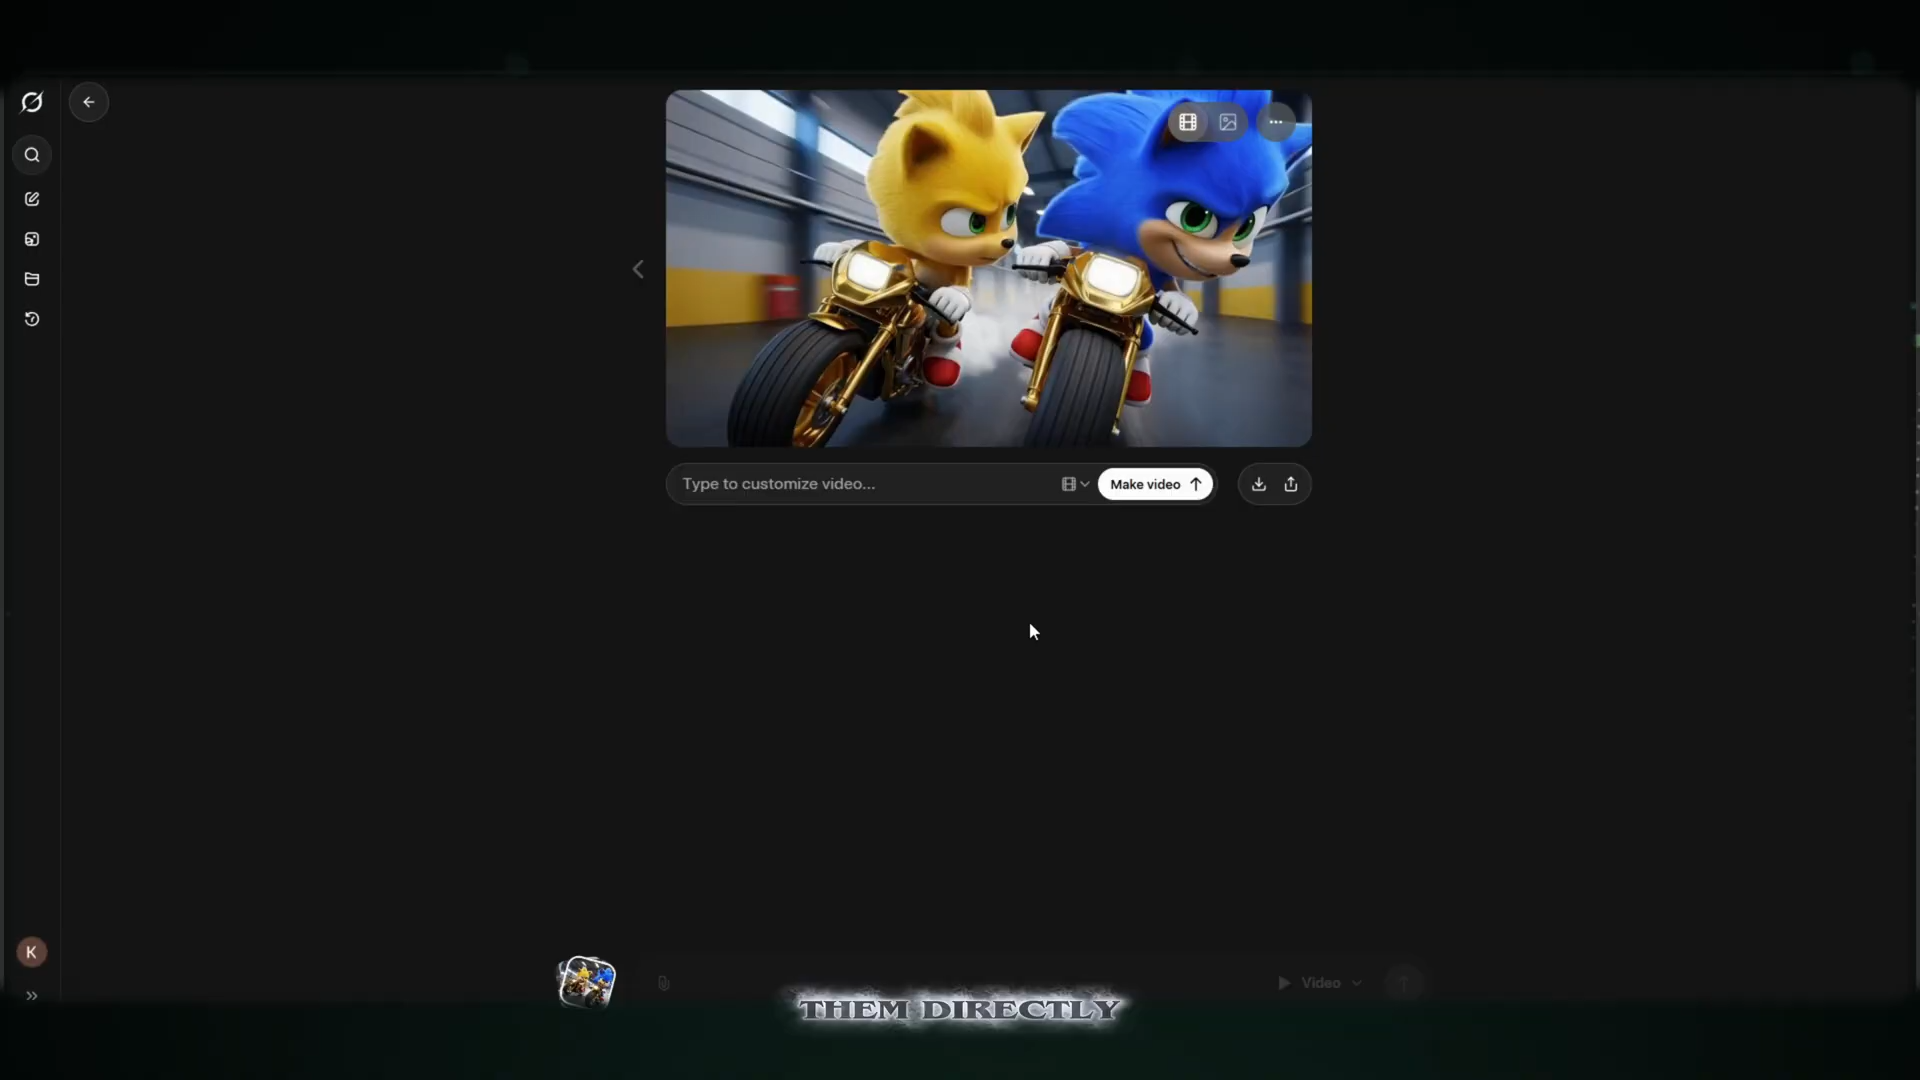 Type to customize video...
Make video
K
Video
THEM DIRECTLY